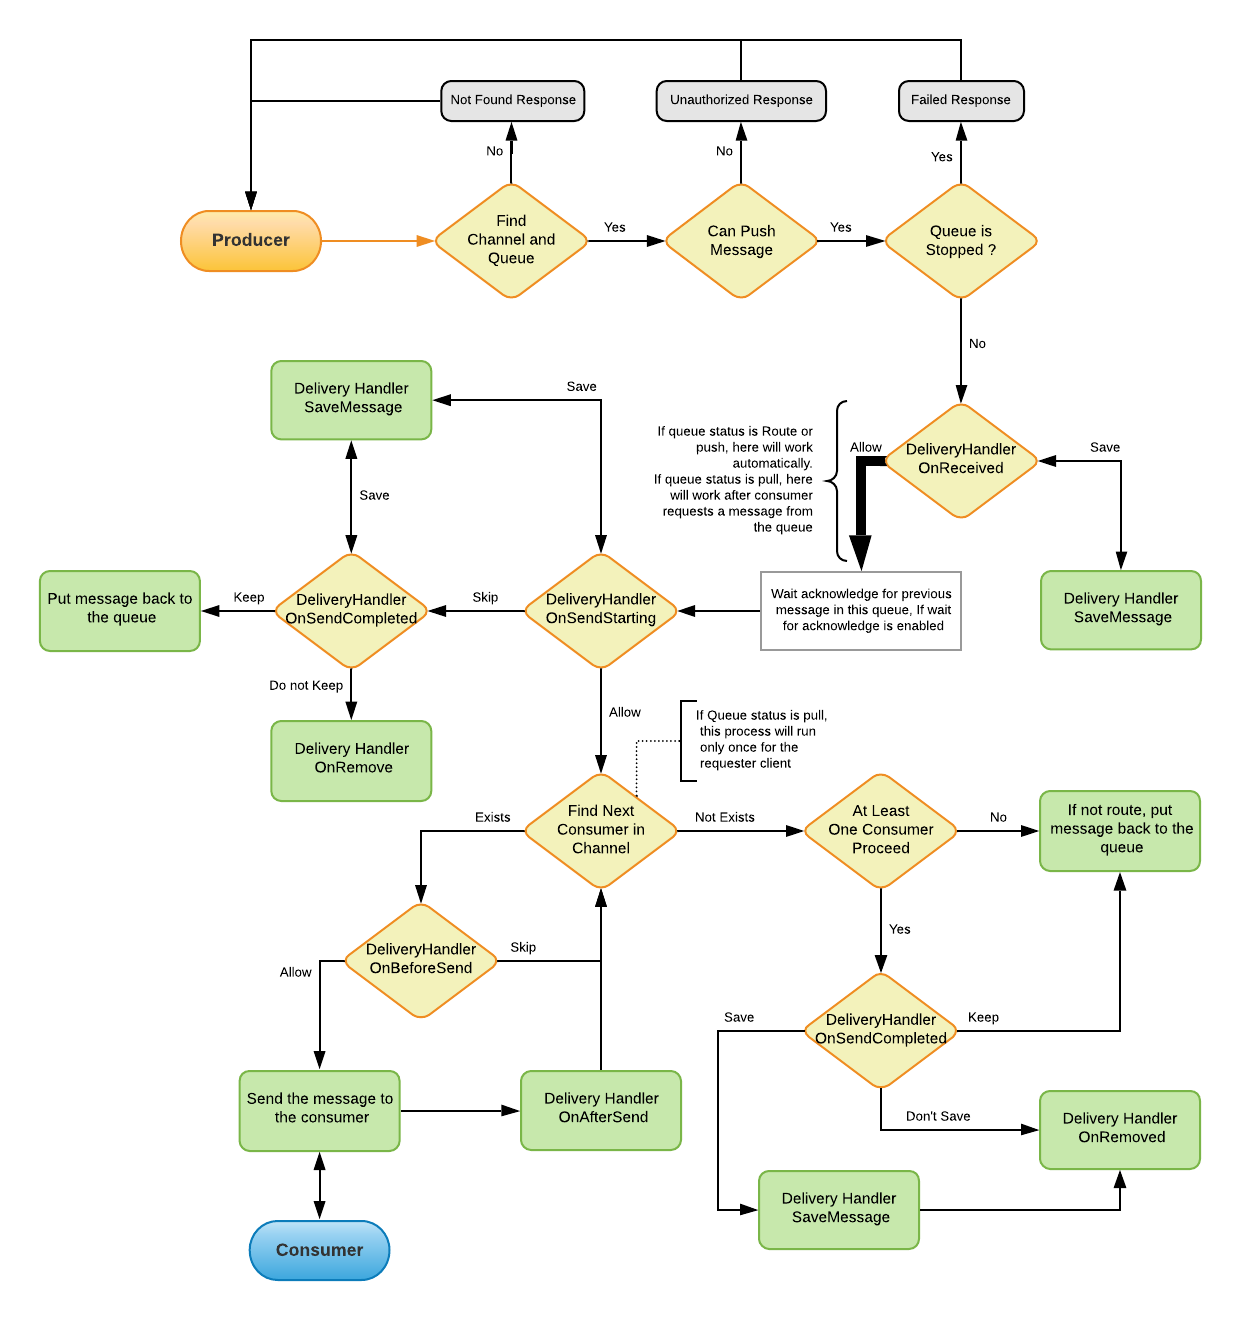 Not Found Response
Unauthorized Response
Failed Response
No
No
Yes
Producer
Find
Channel and
Queue
Yes
Can Push
Message
Yes
Queue is
Stopped ?
No
Delivery Handler
SaveMessage
Save
If queue status is Route or
push, here will work
automatically.
If queue status is pull, here
will work after consumer
requests a message from
the queue
Allow
DeliveryHandler
OnReceived
Save
Save
Put message back to
the queue
Keep
DeliveryHandler
OnSendCompleted
Skip
DeliveryHandler
OnSendStarting
Wait acknowledge for previous
message in this queue, If wait
for acknowledge is enabled
Delivery Handler
SaveMessage
Do not Keep
Delivery Handler
OnRemove
Allow
If Queue status is pull,
this process will run
only once for the
requester client
Exists
Find Next
Consumer in
Channel
Not Exists
At Least
One Consumer
Proceed
No
If not route, put
message back to the
queue
DeliveryHandler
OnBeforeSend
Skip
Allow
Yes
Save
DeliveryHandler
OnSendCompleted
Keep
Send the message to
the consumer
Delivery Handler
OnAfterSend
Don't Save
Delivery Handler
OnRemoved
Delivery Handler
SaveMessage
Consumer